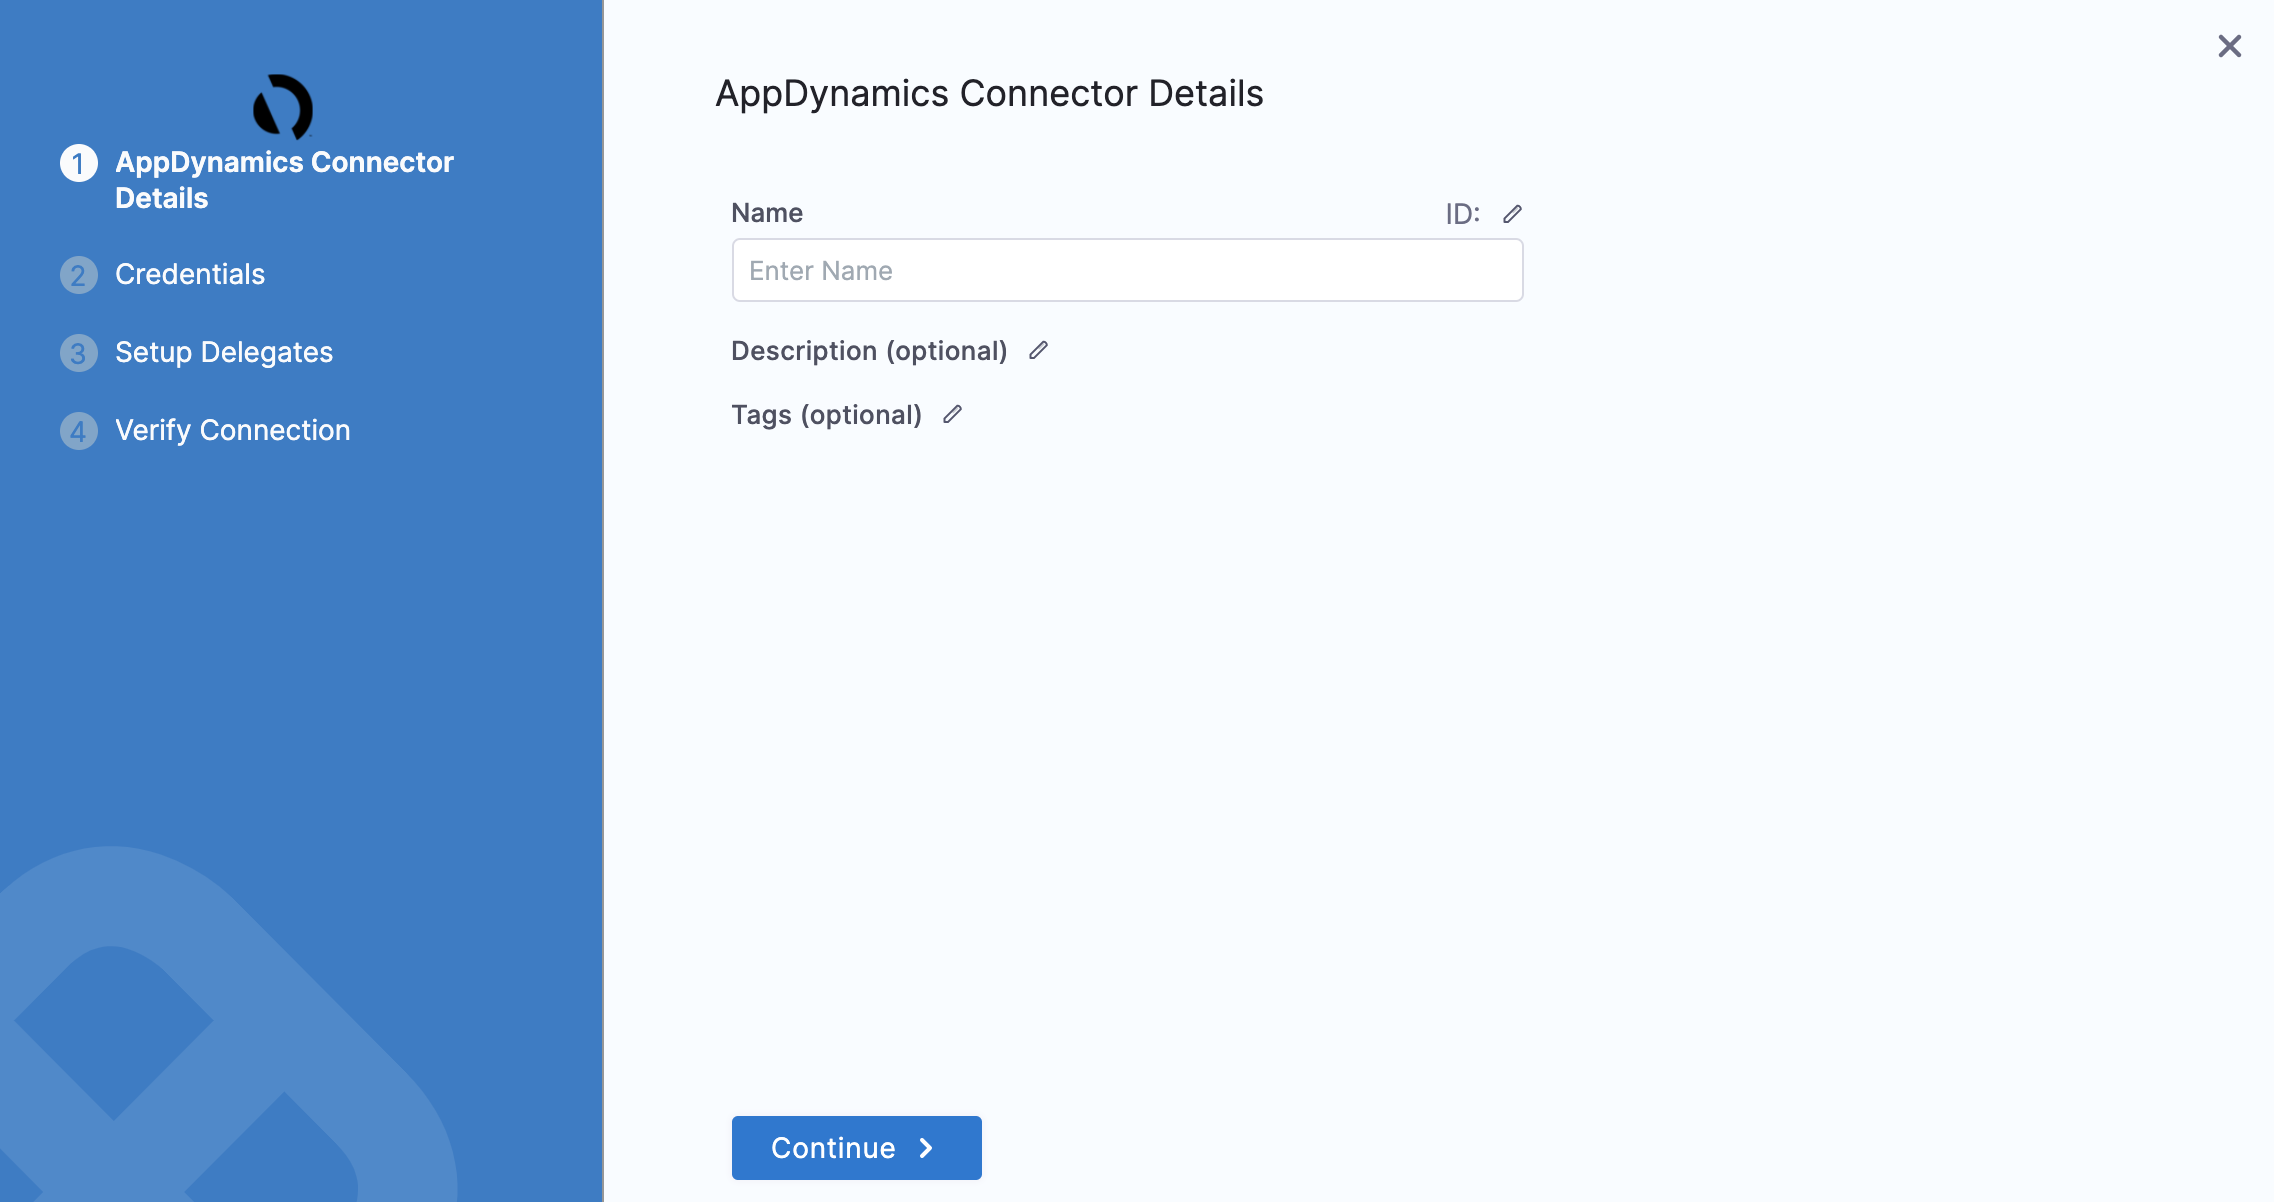 1 AppDynamics Connector
Details
2 Credentials
3 Setup Delegates
4 Verify Connection
AppDynamics Connector Details
Name ID:
Enter Name
Description (optional)
Tags (optional)
Continue